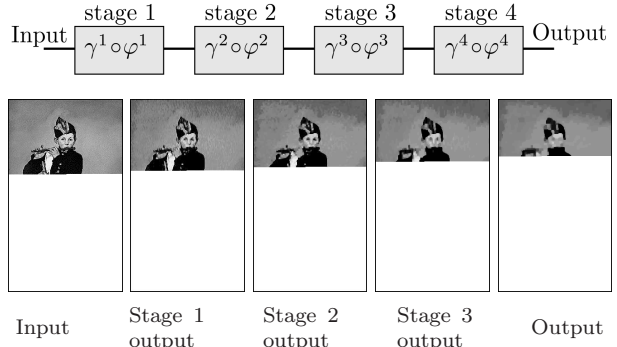 stage 1 stage 2 stage 3 stage 4
Input γ¹∘φ¹ γ²∘φ² γ³∘φ³ γ⁴∘φ⁴ Output
Input Stage 1 output Stage 2 output Stage 3 output Output